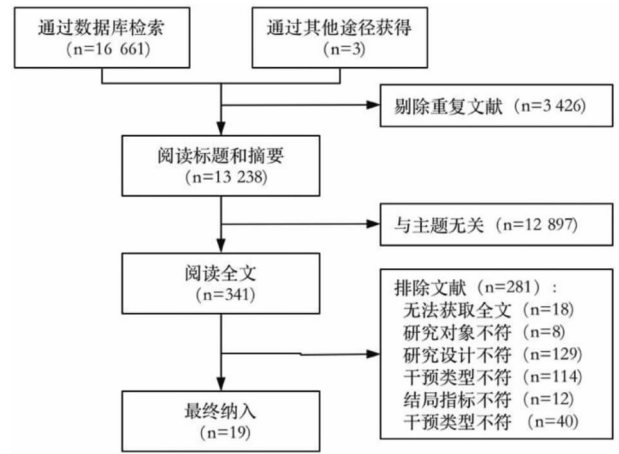 通过数据库检索
(n=16 661)
通过其他途径获得
(n=3)
剔除重复文献（n=3 426）
阅读标题和摘要
(n=13 238)
与主题无关（n=12 897）
阅读全文
(n=341)
排除文献（n=281）:
无法获取全文（n=18）
研究对象不符（n=8）
研究设计不符（n=129）
干预类型不符（n=114）
结局指标不符（n=12）
干预类型不符（n=40）
最终纳入
(n=19)